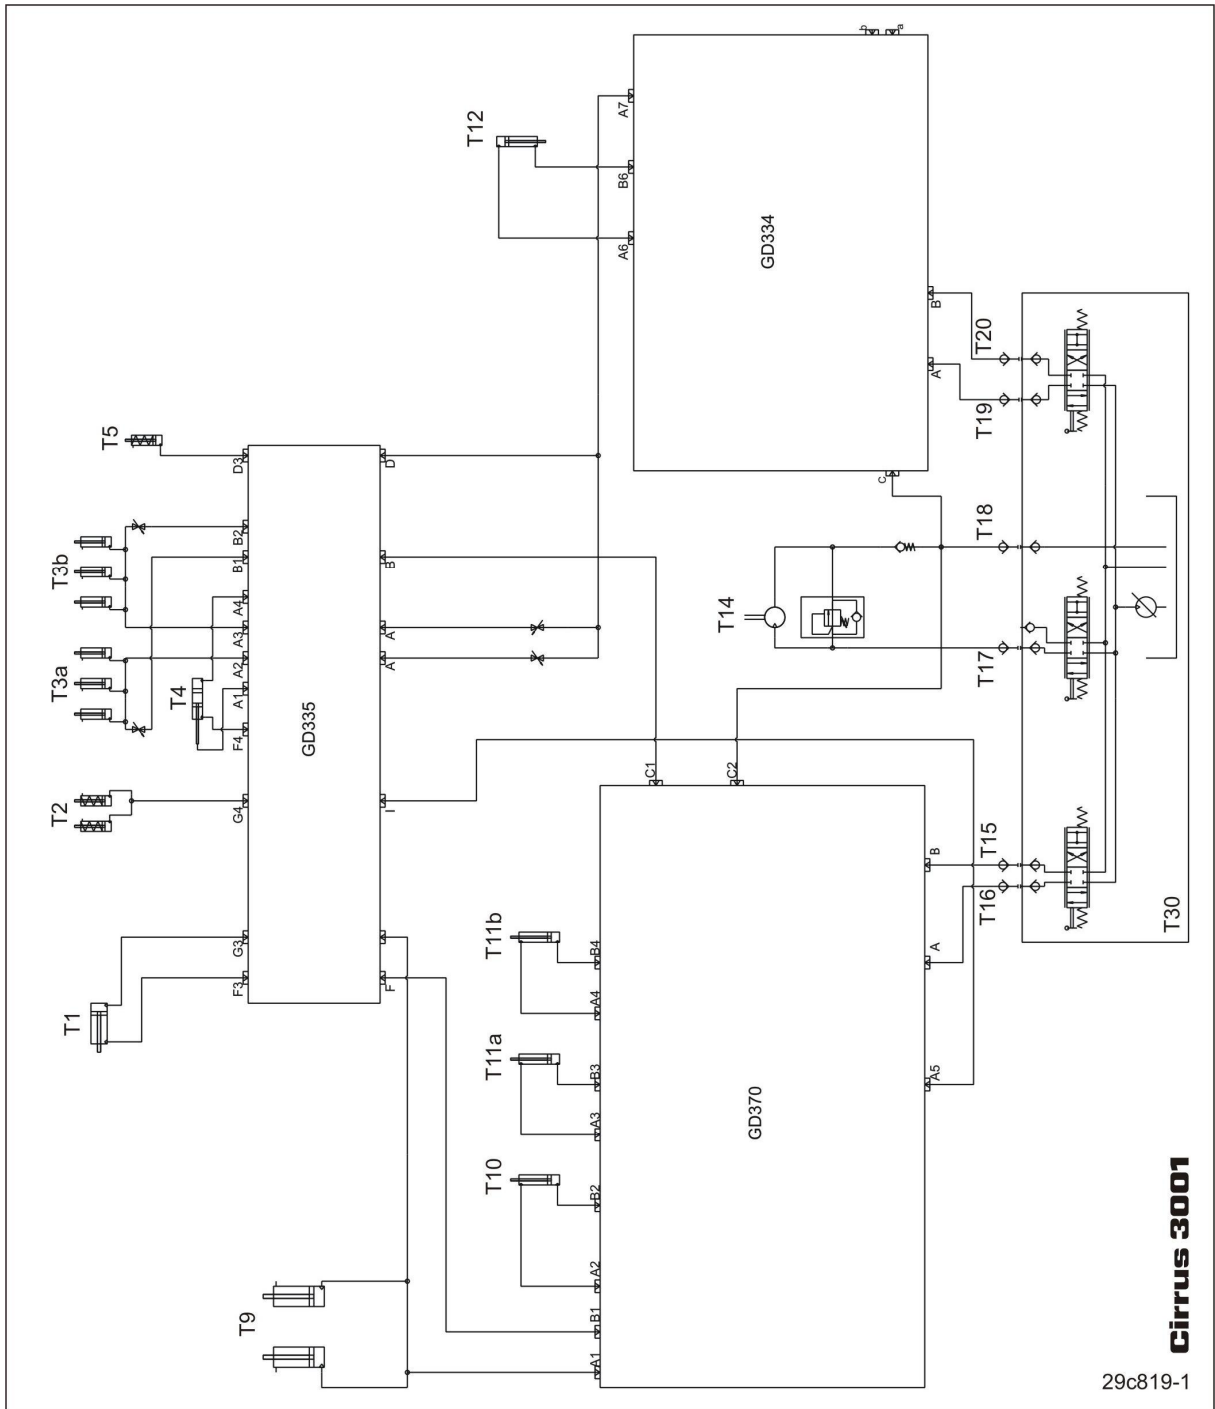 b
a
A7
T12
B6
A6
GD334
B
A
C
T20
T19
T18
T17
T15
T16
T30
T14
T5
D3
D
T3b
B2
B1
B
A4
A3
A
T3a
A2
A
T4
A1
F4
GD335
T2
G4
I
G3
F3
F
T1
C1
C2
B
A
A5
GD370
T11b
B4
A4
T11a
B3
A3
T10
B2
A2
T9
B1
A1
Cirrus 3001
29c819-1